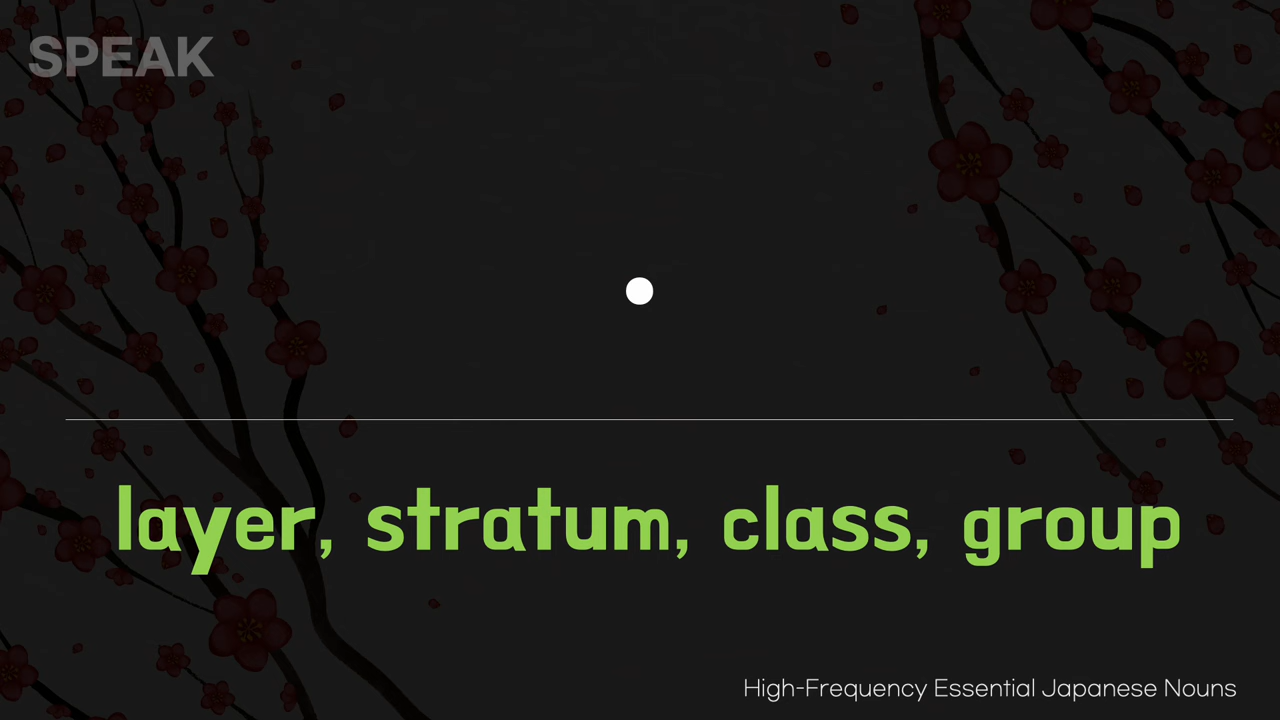 SPEAK
layer, stratum, class, group
High-Frequency Essential Japanese Nouns